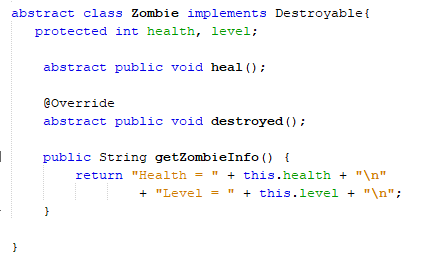 abstract class Zombie implements Destroyable{
protected int health, level;
abstract public void heal();
@Override
abstract public void destroyed();
public String getZombieInfo() {
return "Health = " + this.health + "\n"
+ "Level = " + this.level + "\n";
}
}